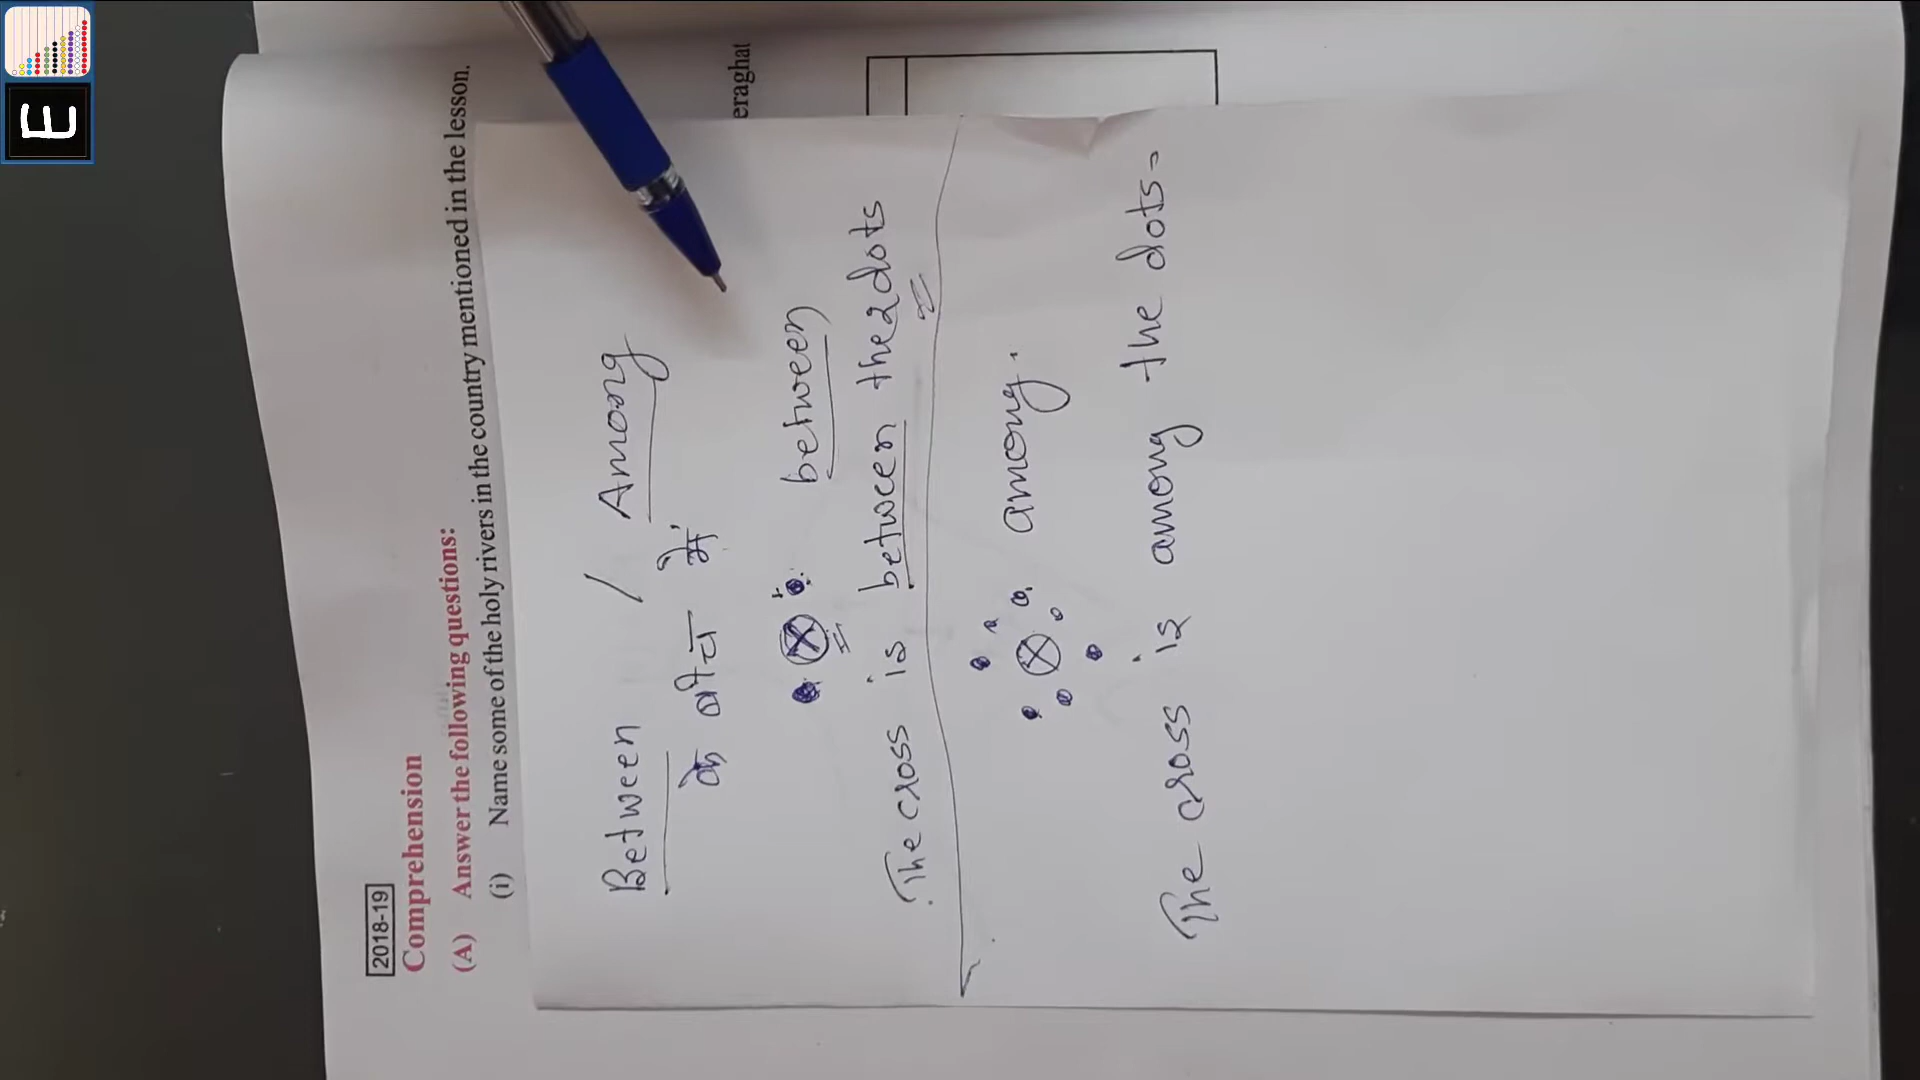 E
2018-19
Comprehension
(A) Answer the following questions:
(i) Name some of the holy rivers in the country mentioned in the lesson.
eraghat
Between / Among
के बीच में
between
The cross is between the 2 dots
among.
The cross is among the dots-